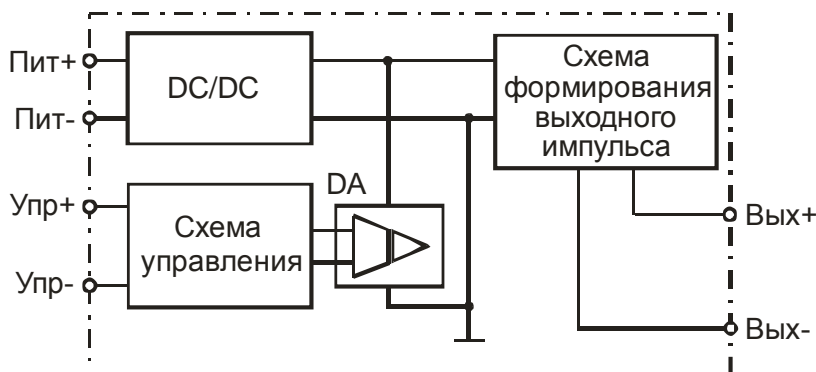 Пит+
Пит-
DC/DC
Схема
формирования
выходного
импульса
Упр+
Упр-
Схема
управления
DA
Вых+
Вых-